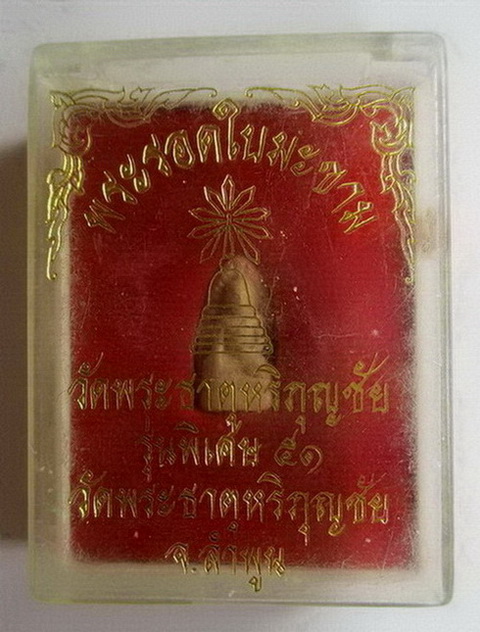 พระรอดใบมะขาม
วัดพระธาตุหริภุญชัย
รุ่นพิเศษ ๕๑
วัดพระธาตุหริภุญชัย
จ.ลำพูน